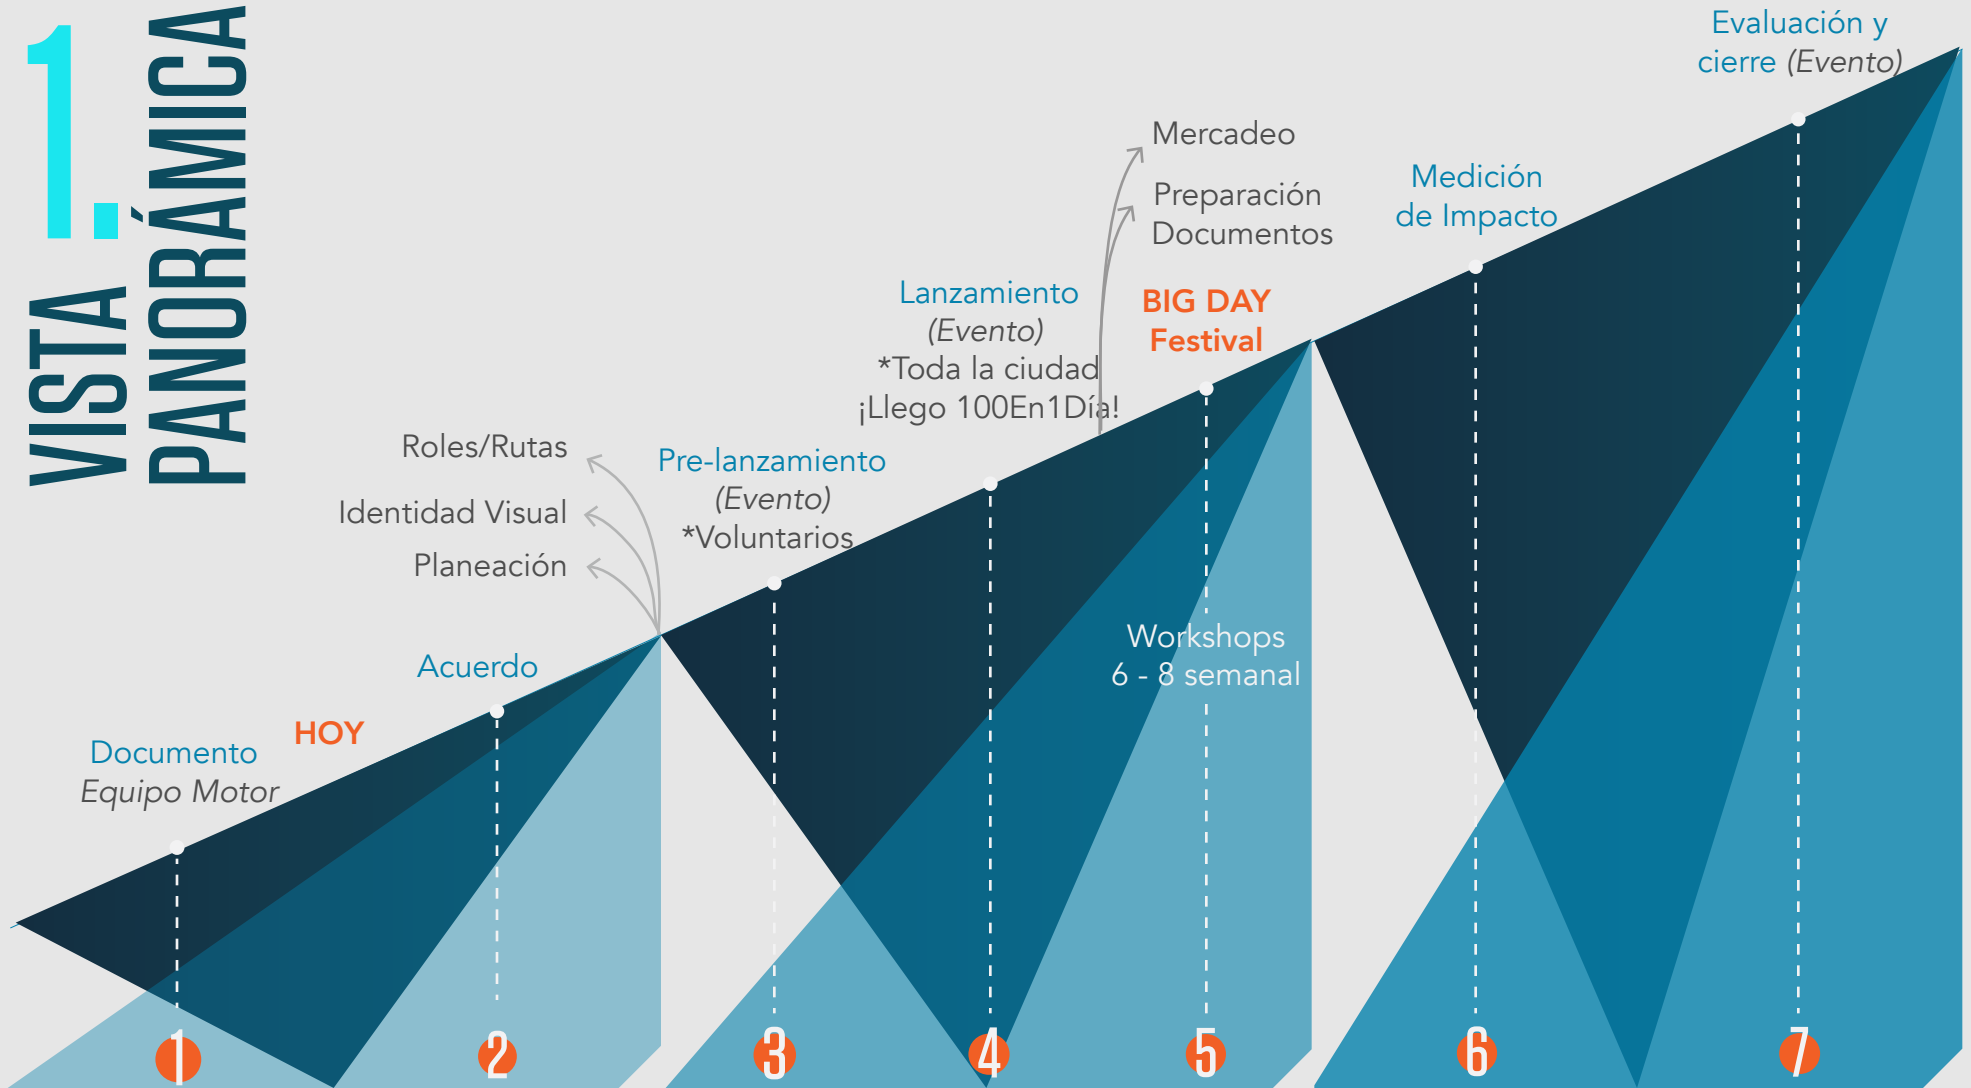 1.
VISTA
PANORÁMICA
Documento
Equipo Motor
HOY
Acuerdo
Roles/Rutas
Identidad Visual
Planeación
Pre-lanzamiento
(Evento)
*Voluntarios
Lanzamiento
(Evento)
*Toda la ciudad
¡Llego 100En1Día!
Mercadeo
Preparación
Documentos
BIG DAY
Festival
Workshops
6 - 8 semanal
Medición
de Impacto
Evaluación y
cierre (Evento)
1
2
3
4
5
6
7